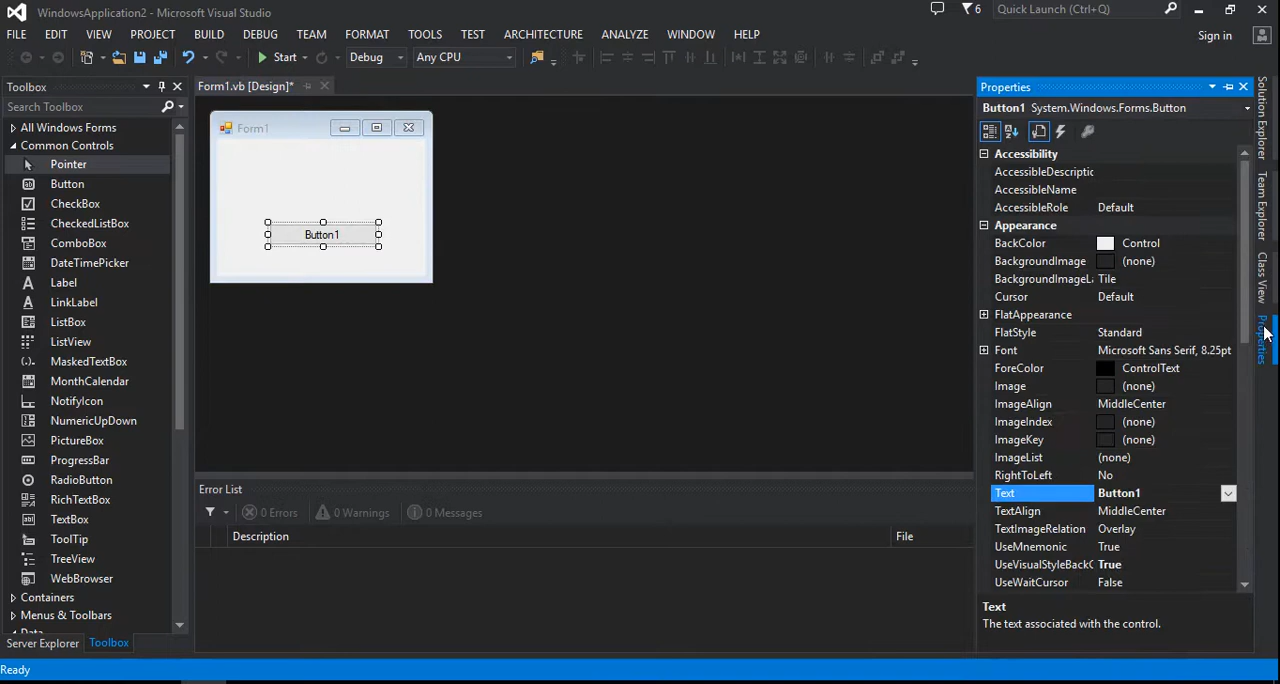 WindowsApplication2 - Microsoft Visual Studio
6
Quick Launch (Ctrl+Q)
FILE EDIT VIEW PROJECT BUILD DEBUG TEAM FORMAT TOOLS TEST ARCHITECTURE ANALYZE WINDOW HELP
Sign in
Start Debug Any CPU
Toolbox
Search Toolbox
All Windows Forms
Common Controls
Pointer
Button
CheckBox
CheckedListBox
ComboBox
DateTimePicker
Label
LinkLabel
ListBox
ListView
MaskedTextBox
MonthCalendar
NotifyIcon
NumericUpDown
PictureBox
ProgressBar
RadioButton
RichTextBox
TextBox
ToolTip
TreeView
WebBrowser
Containers
Menus & Toolbars
Data
Server Explorer Toolbox
Form1.vb [Design]*
Form1
Button1
Error List
0 Errors 0 Warnings 0 Messages
Description File
Properties
Button1 System.Windows.Forms.Button
Accessibility
AccessibleDescriptic
AccessibleName
AccessibleRole Default
Appearance
BackColor Control
BackgroundImage (none)
BackgroundImageLa Tile
Cursor Default
FlatAppearance
FlatStyle Standard
Font Microsoft Sans Serif, 8.25pt
ForeColor ControlText
Image (none)
ImageAlign MiddleCenter
ImageIndex (none)
ImageKey (none)
ImageList (none)
RightToLeft No
Text Button1
TextAlign MiddleCenter
TextImageRelation Overlay
UseMnemonic True
UseVisualStyleBackC True
UseWaitCursor False
Text
The text associated with the control.
Solution Explorer
Team Explorer
Class View
Properties
Ready